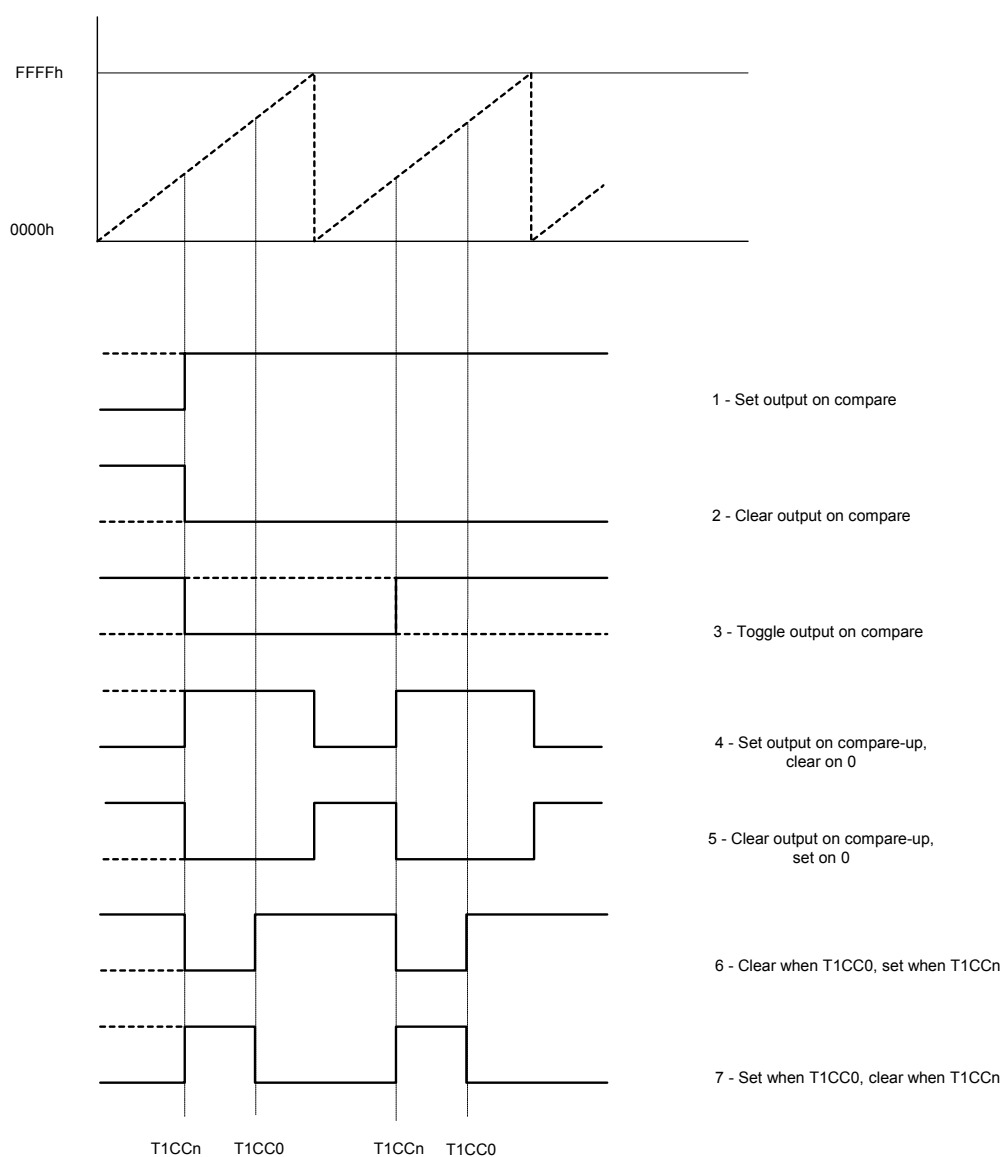 FFFFh
0000h
1 - Set output on compare
2 - Clear output on compare
3 - Toggle output on compare
4 - Set output on compare-up,
clear on 0
5 - Clear output on compare-up,
set on 0
6 - Clear when T1CC0, set when T1CCn
7 - Set when T1CC0, clear when T1CCn
T1CCn T1CC0 T1CCn T1CC0